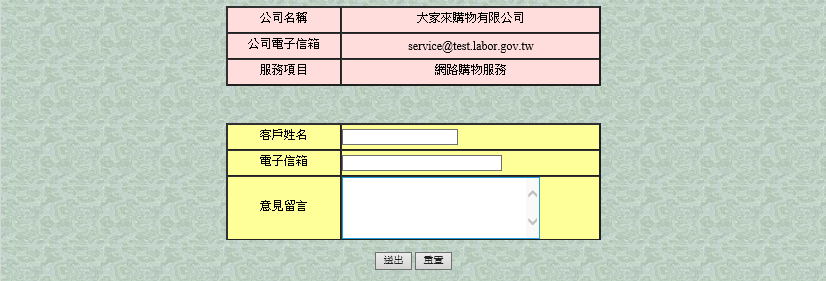 公司名稱 大家來購物有限公司
公司電子信箱 service@test.labor.gov.tw
服務項目 網路購物服務
客戶姓名
電子信箱
意見留言
送出 重置